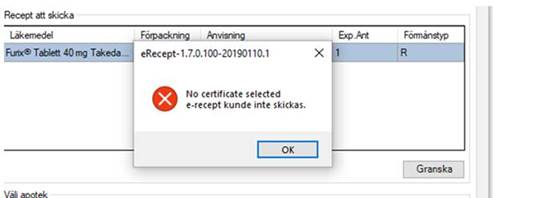 Recept att skicka
Läkemedel Förpackning Anvisning Exp.Ant Förmånstyp
Furix® Tablett 40 mg Takeda... 1 R
eRecept-1.7.0.100-20190110.1
No certificate selected
e-recept kunde inte skickas.
OK
Granska
Välj apotek